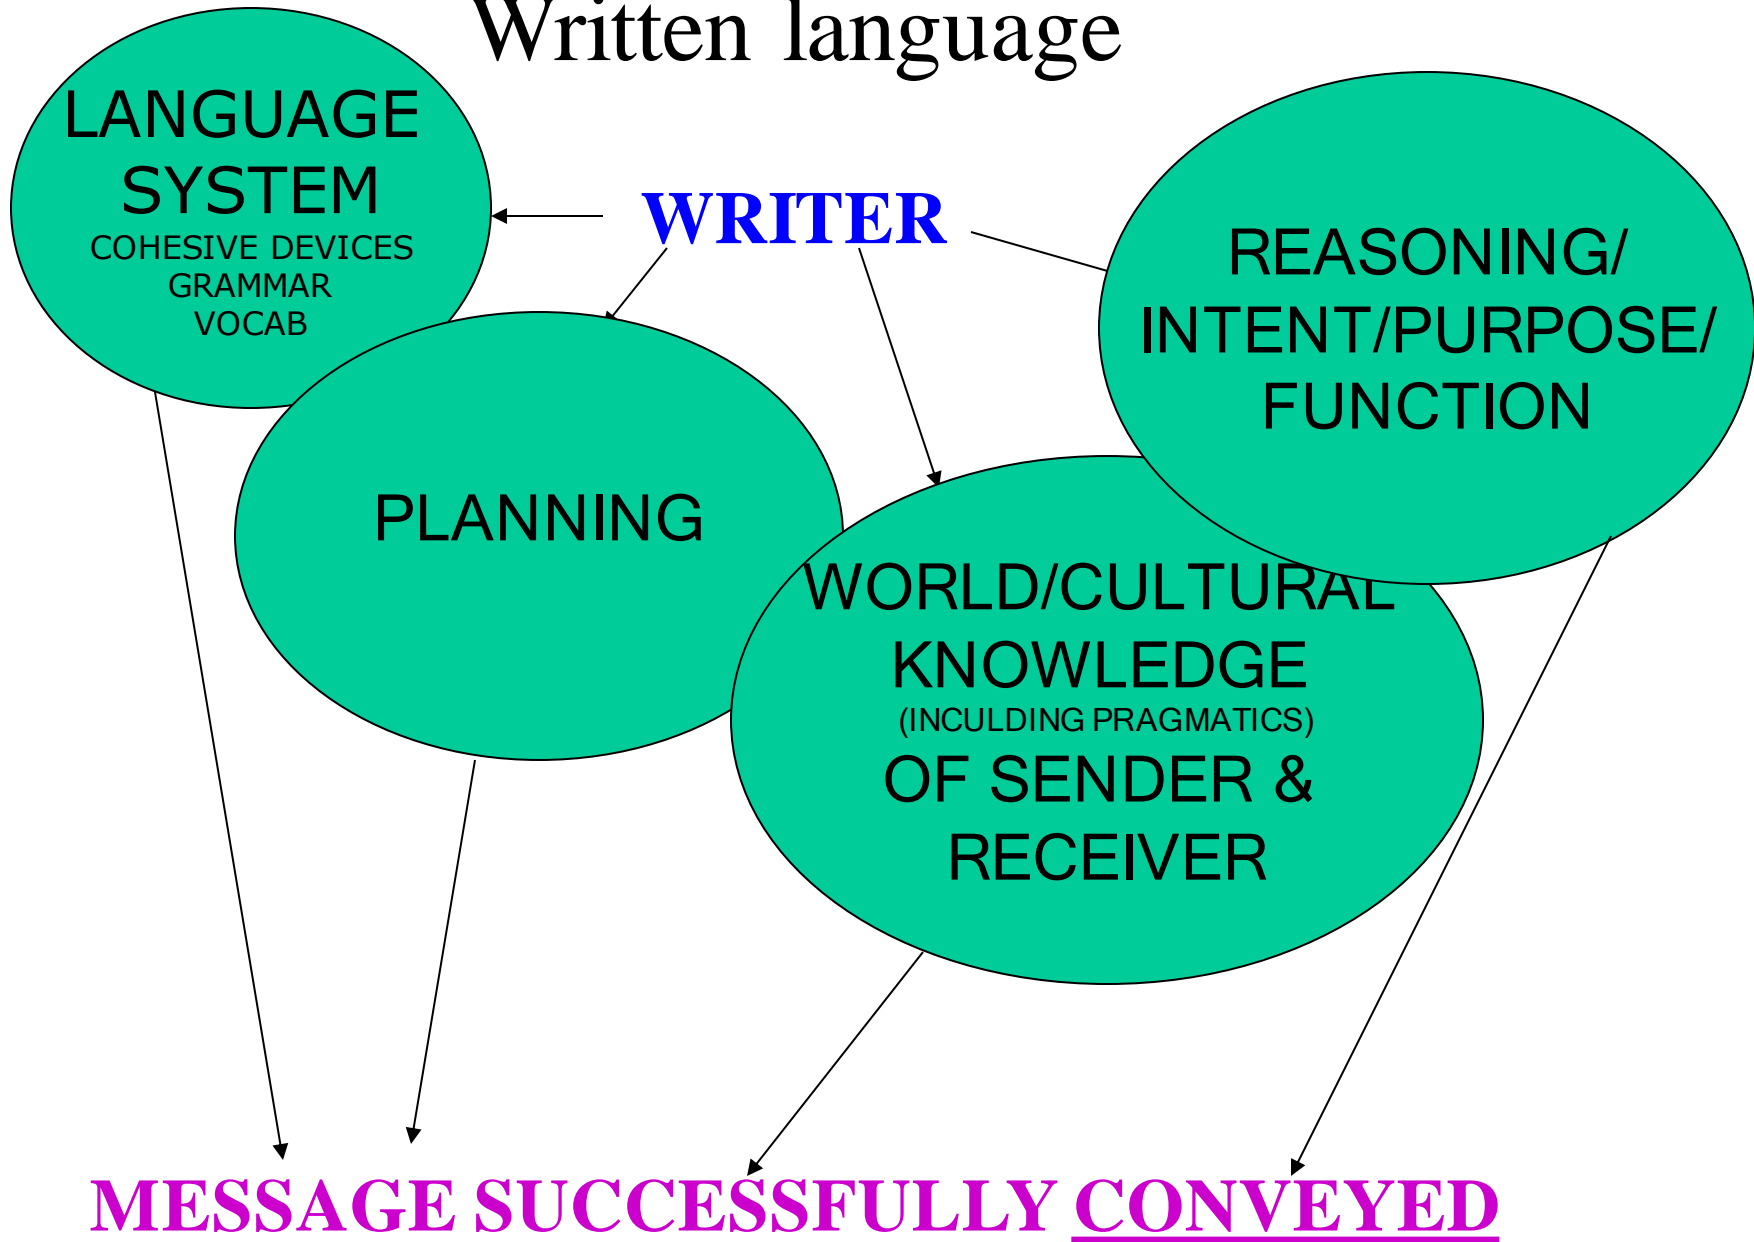 Written language
LANGUAGE
SYSTEM
COHESIVE DEVICES
GRAMMAR
VOCAB
WRITER
REASONING/
INTENT/PURPOSE/
FUNCTION
PLANNING
WORLD/CULTURAL
KNOWLEDGE
(INCULDING PRAGMATICS)
OF SENDER &
RECEIVER
MESSAGE SUCCESSFULLY CONVEYED